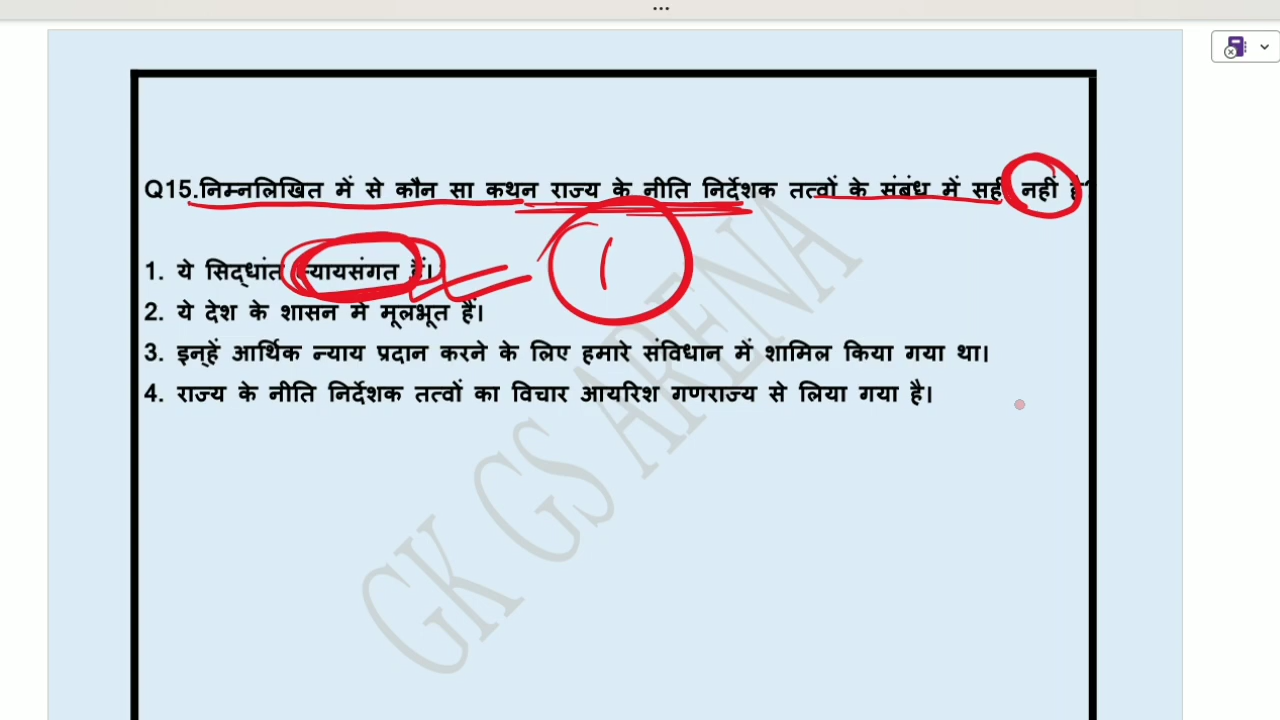 Q15.निम्नलिखित में से कौन सा कथन राज्य के नीति निर्देशक तत्वों के संबंध में सही नहीं है?
1. ये सिद्धांत न्यायसंगत हैं।
1
2. ये देश के शासन में मूलभूत हैं।
3. इन्हें आर्थिक न्याय प्रदान करने के लिए हमारे संविधान में शामिल किया गया था।
4. राज्य के नीति निर्देशक तत्वों का विचार आयरिश गणराज्य से लिया गया है।
GK GS ARENA